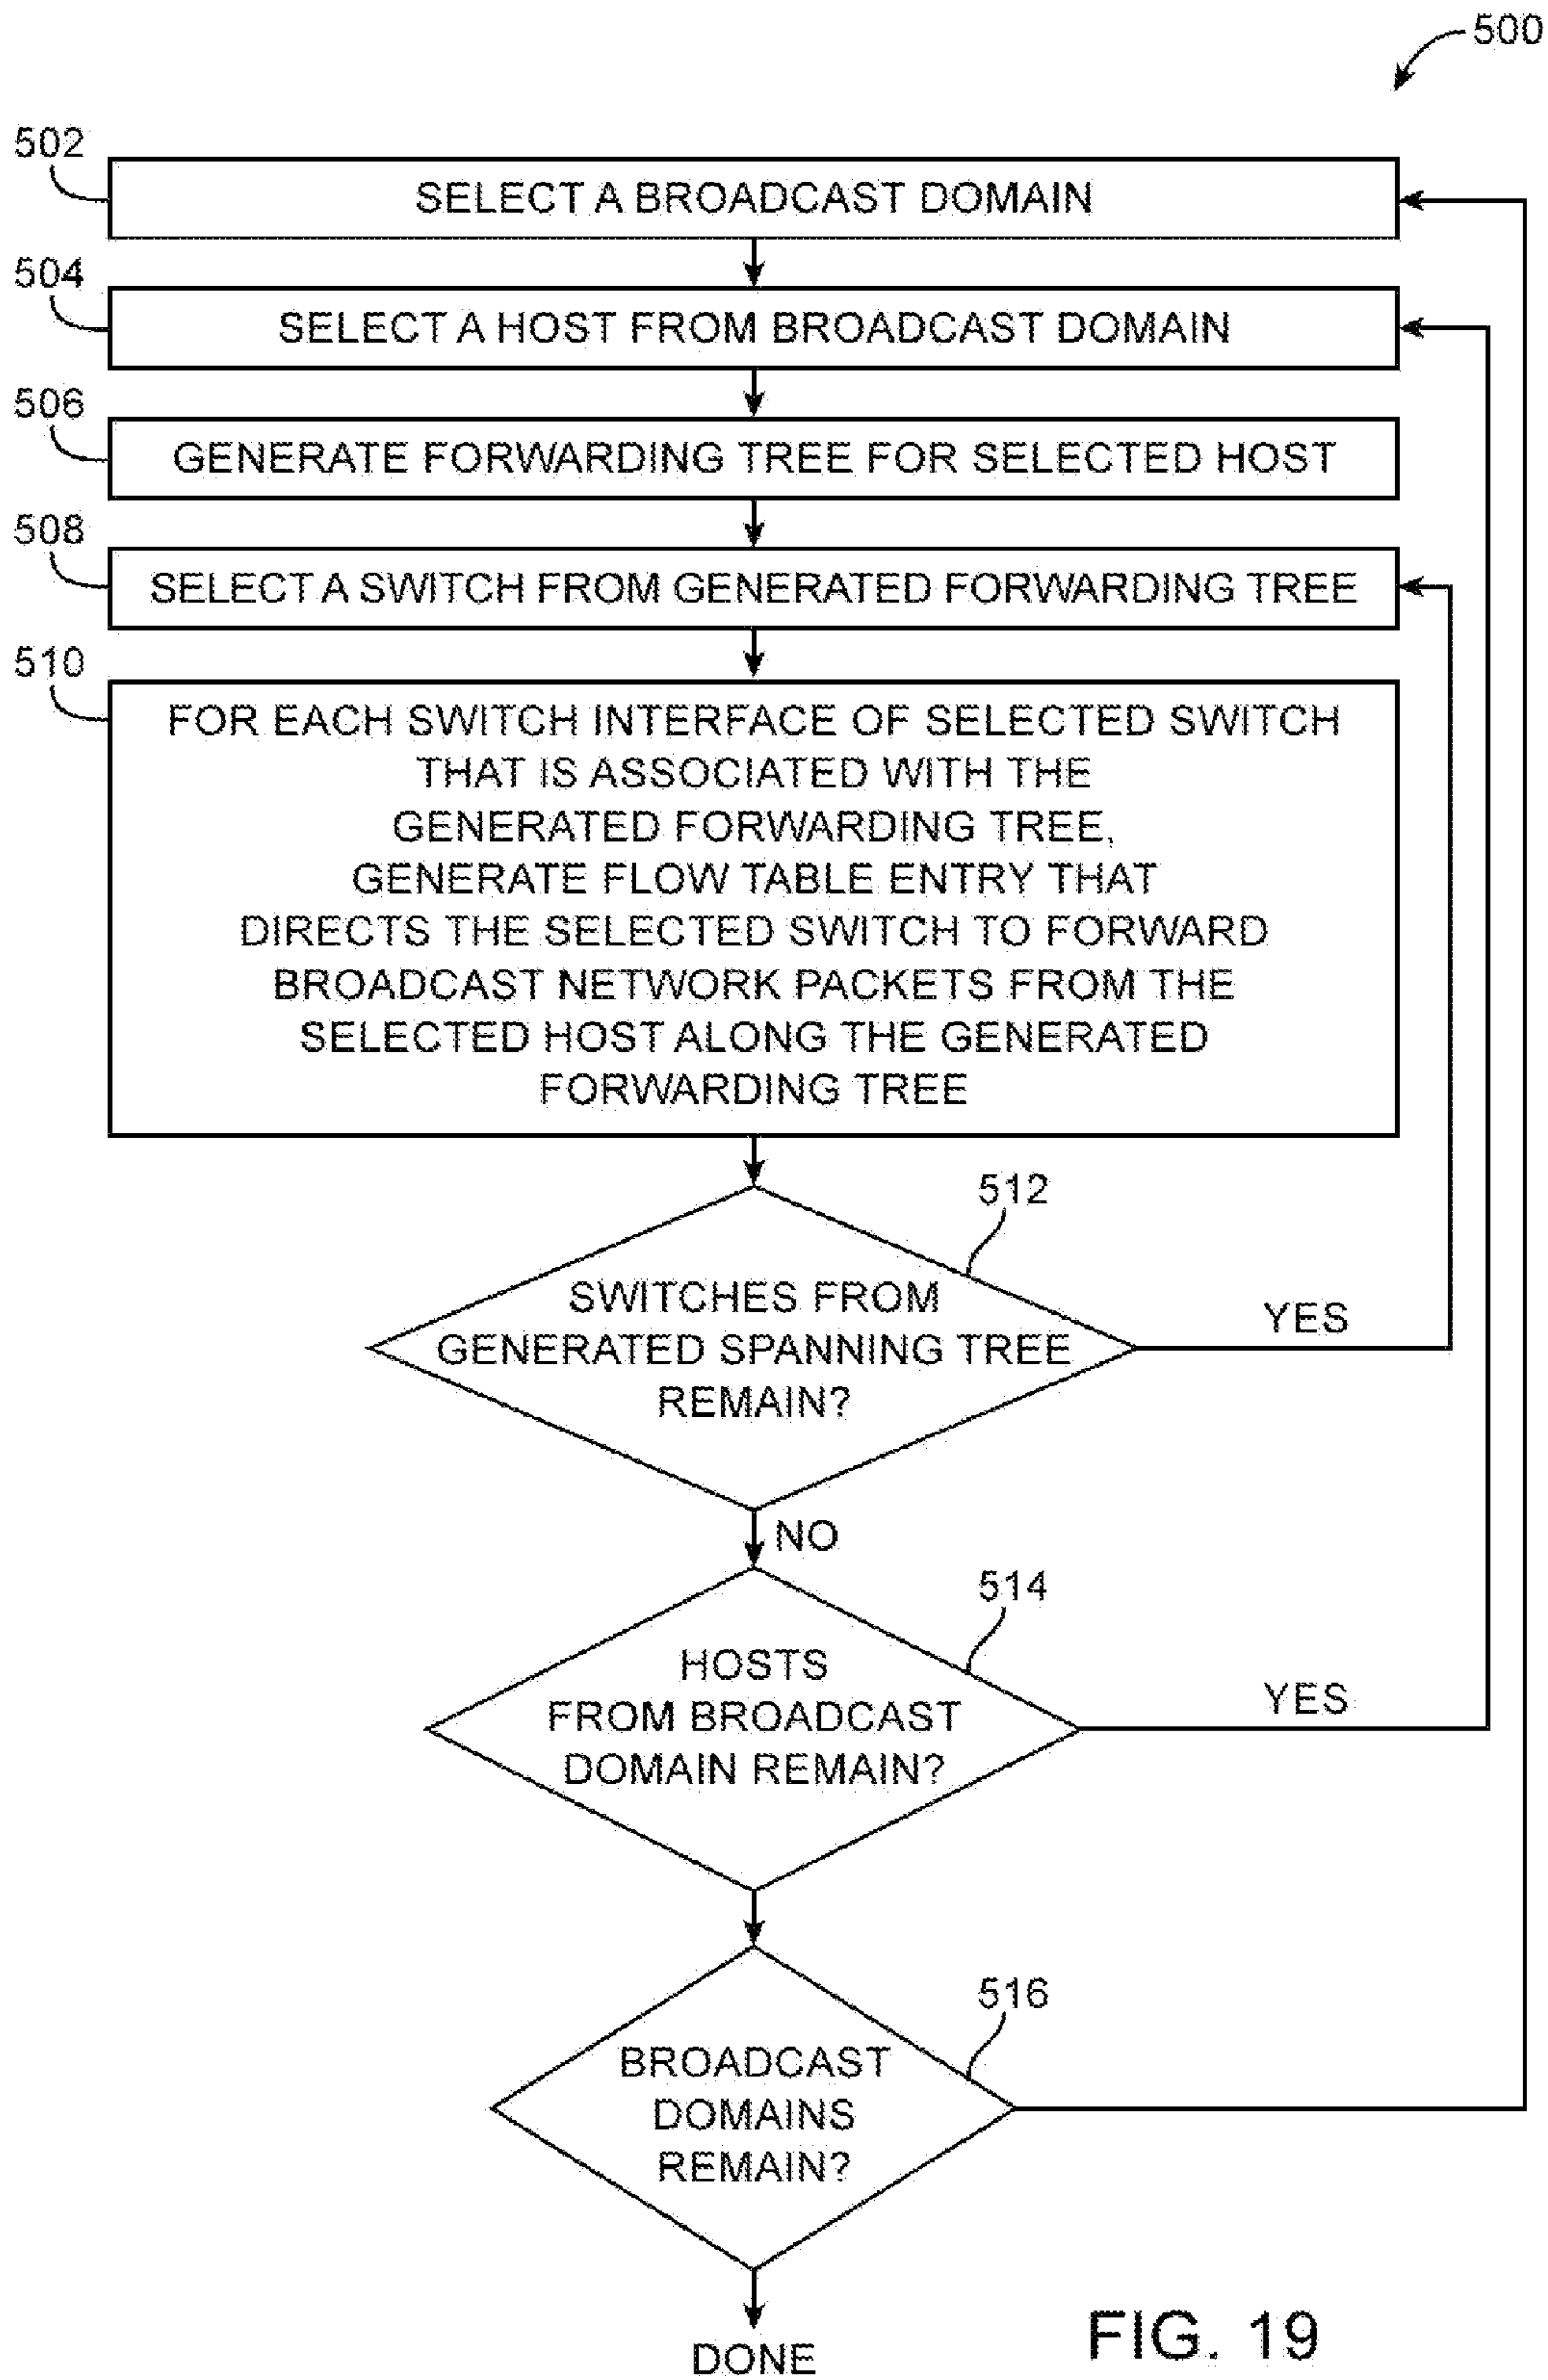 500
502
SELECT A BROADCAST DOMAIN
504
SELECT A HOST FROM BROADCAST DOMAIN
506
GENERATE FORWARDING TREE FOR SELECTED HOST
508
SELECT A SWITCH FROM GENERATED FORWARDING TREE
510
FOR EACH SWITCH INTERFACE OF SELECTED SWITCH
THAT IS ASSOCIATED WITH THE
GENERATED FORWARDING TREE,
GENERATE FLOW TABLE ENTRY THAT
DIRECTS THE SELECTED SWITCH TO FORWARD
BROADCAST NETWORK PACKETS FROM THE
SELECTED HOST ALONG THE GENERATED
FORWARDING TREE
512
SWITCHES FROM
GENERATED SPANNING TREE
REMAIN?
YES
NO
514
HOSTS
FROM BROADCAST
DOMAIN REMAIN?
YES
516
BROADCAST
DOMAINS
REMAIN?
DONE
FIG. 19